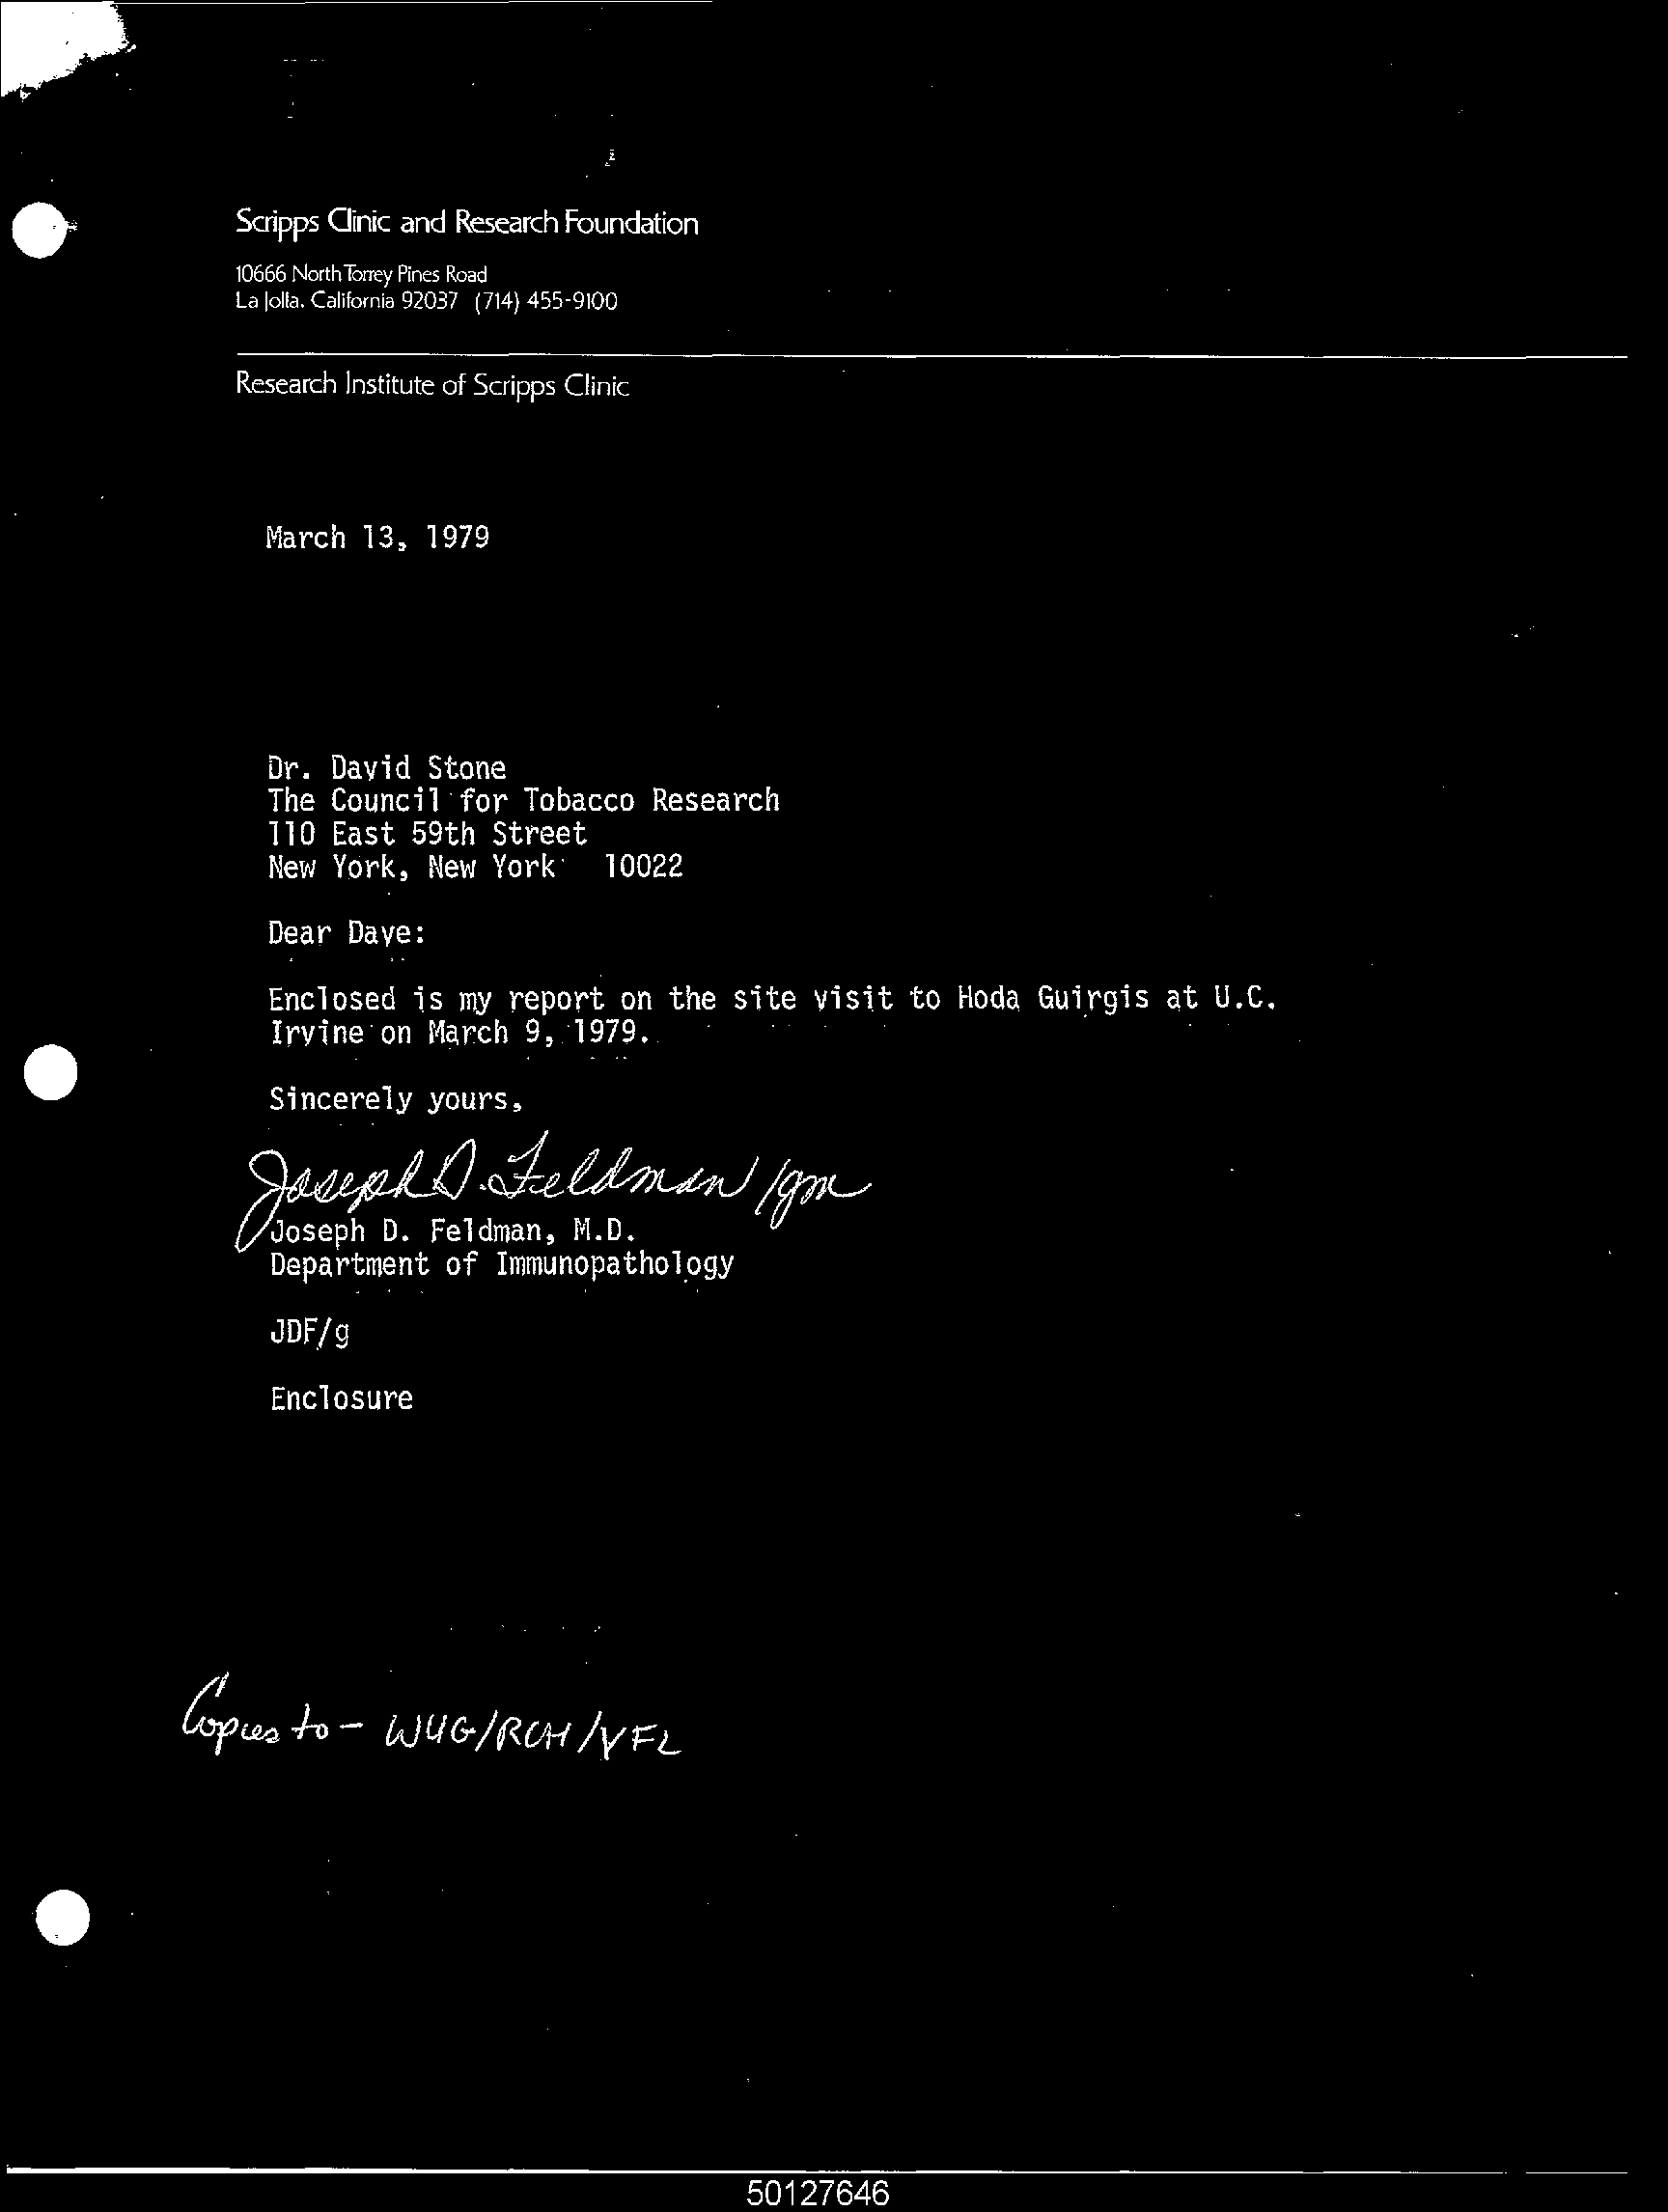 Scripps Clinic and Research Foundation
10666 North Torrey Pines Road
La Jolla, California 92037 (714) 455-9100
Research Institute of Scripps Clinic
March 13, 1979
Dr. David Stone
The Council for Tobacco Research
110 East 59th Street
New York, New York 10022
Dear Dave:
Enclosed is my report on the site visit to Hoda Guirgis at U.C.
Irvine on March 9, 1979.
Sincerely yours,
Joseph D. Feldman/gm
Joseph D. Feldman, M.D.
Department of Immunopathology
JDF/g
Enclosure
Copies to - WUG/RCH/VFL
50127646